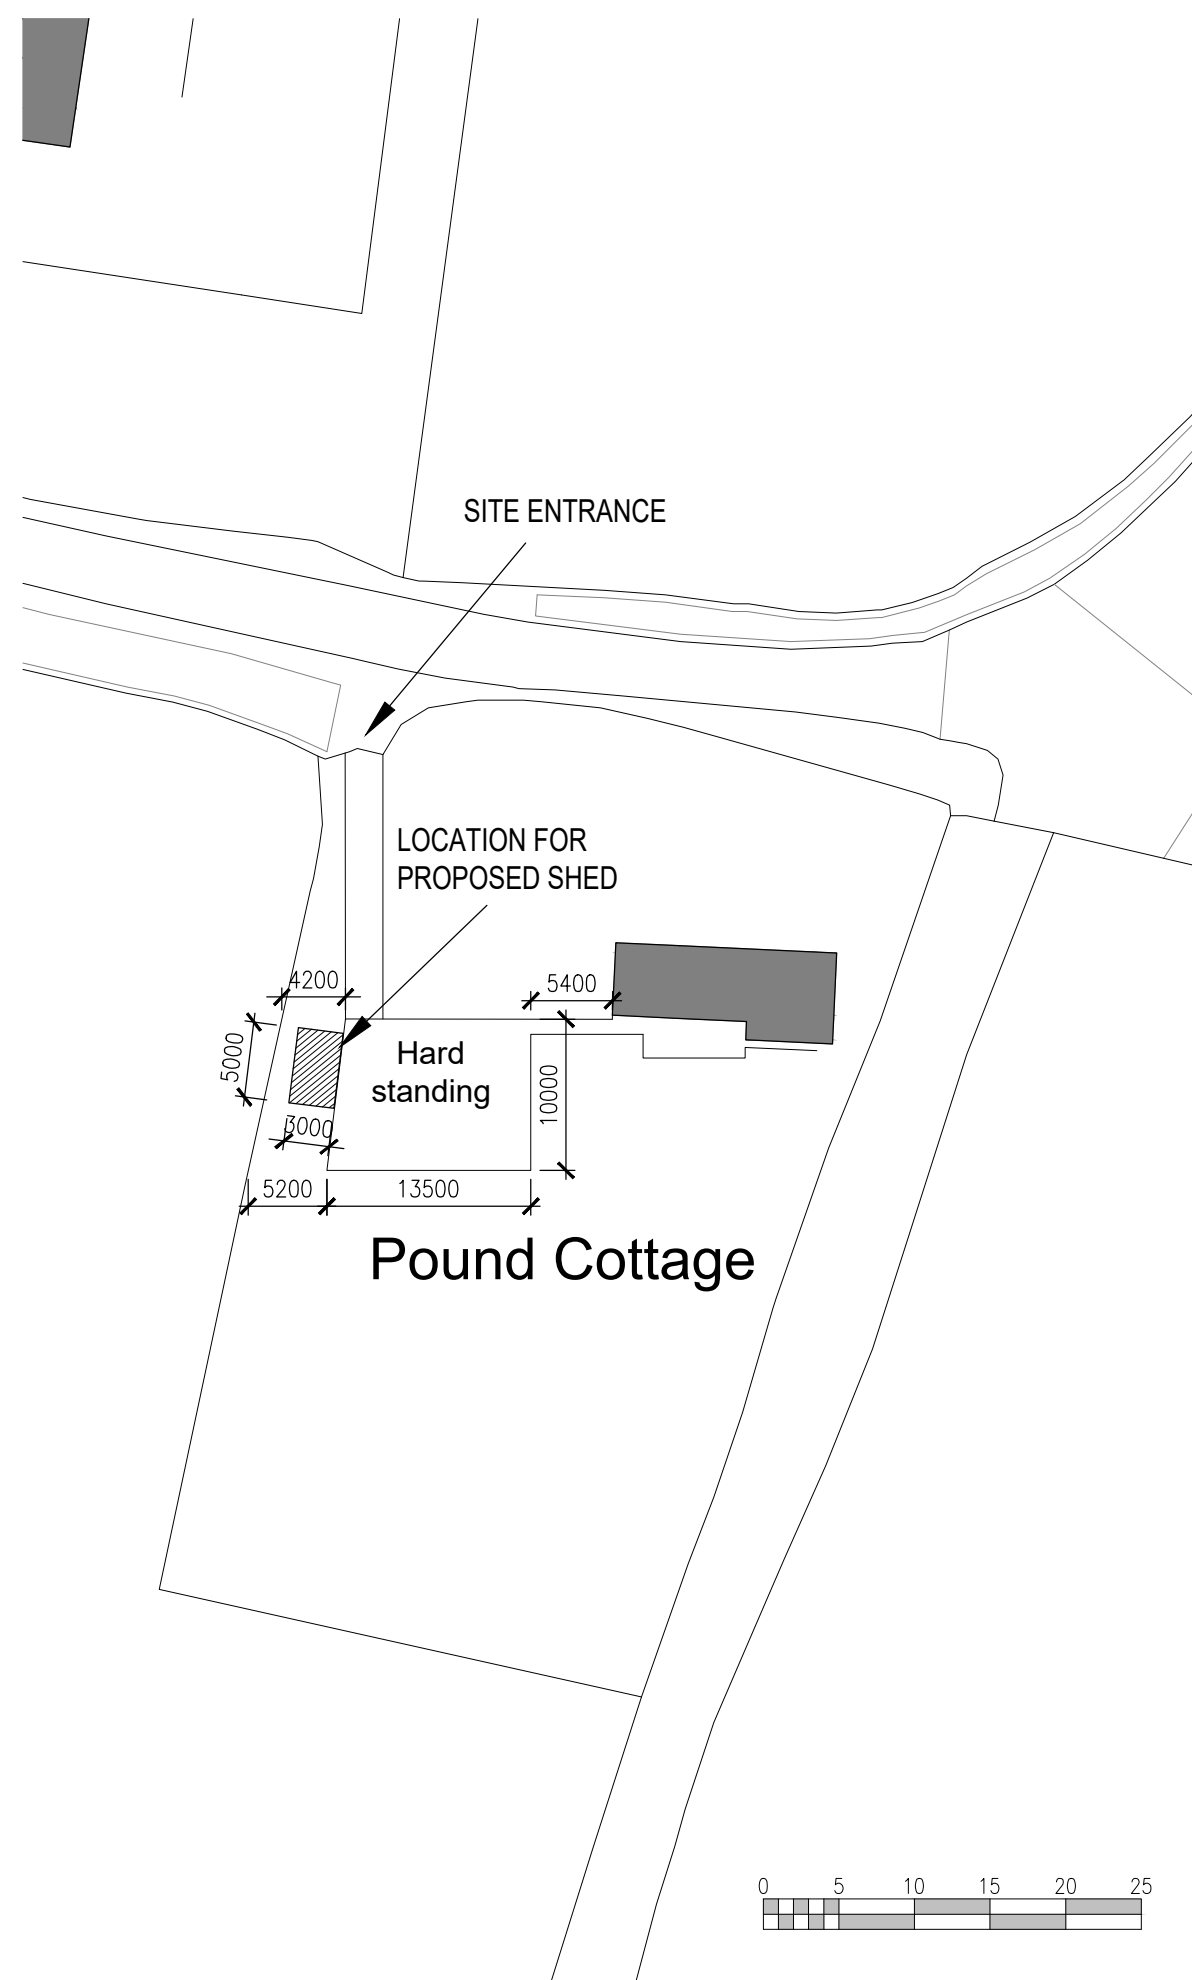 SITE ENTRANCE
LOCATION FOR
PROPOSED SHED
4200
5400
5000
Hard
standing
10000
3000
5200
13500
Pound Cottage
0 5 10 15 20 25